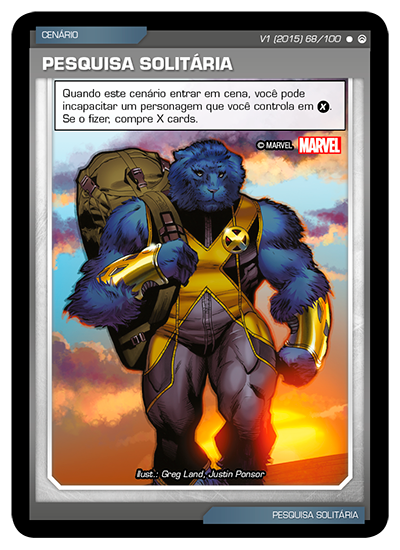 CENÁRIO
V1 (2015) 68/100
PESQUISA SOLITÁRIA
Quando este cenário entrar em cena, você pode
incapacitar um personagem que você controla em X.
Se o fizer, compre X cards.
© MARVEL MARVEL
Ilust.: Greg Land, Justin Ponsor
PESQUISA SOLITÁRIA